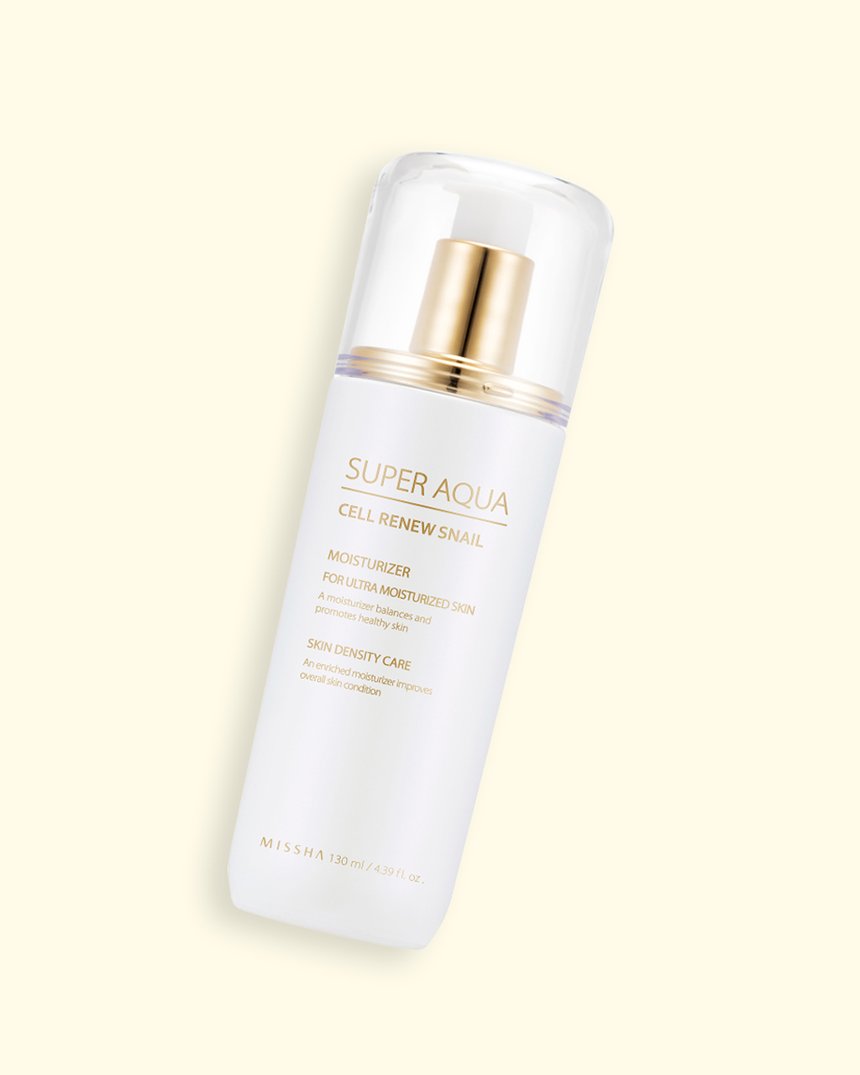 SUPER AQUA
CELL RENEW SNAIL
MOISTURIZER
FOR ULTRA MOISTURIZED SKIN
A moisturizer balances and
promotes healthy skin
SKIN DENSITY CARE
An enriched moisturizer improves
overall skin condition
MISSHA 130 ml / 4.39 fl. oz.